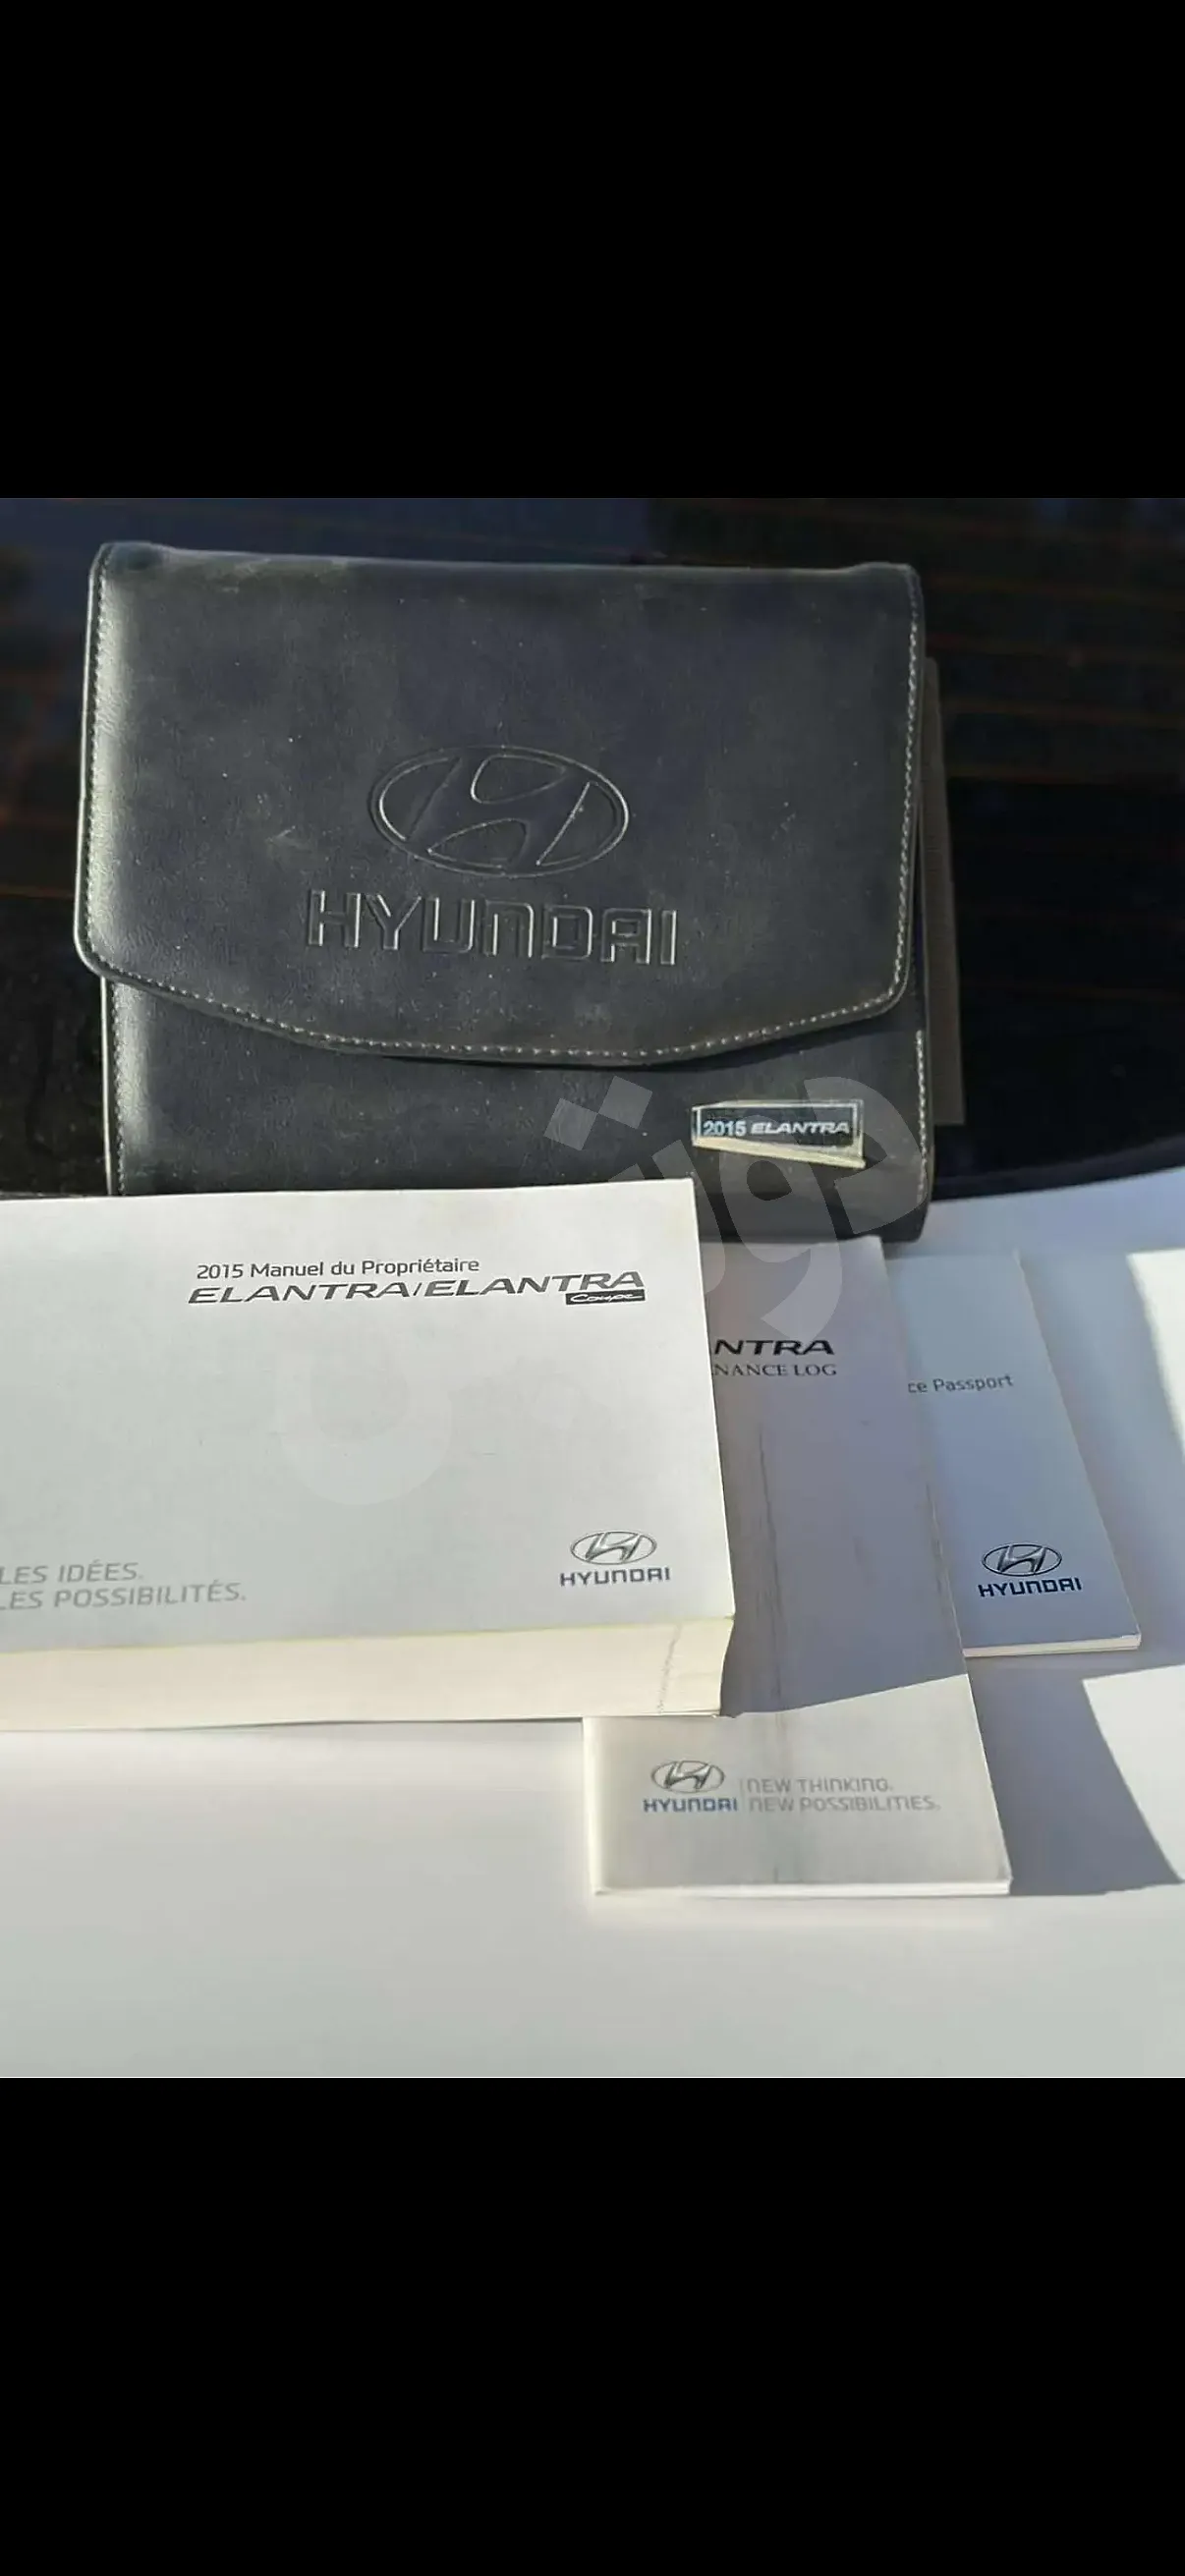 HYUNDAI
2015 ELANTRA
2015 Manuel du Propriétaire
ELANTRA/ELANTRA
Coupe
LES IDÉES.
LES POSSIBILITÉS.
HYUNDAI
NTRA
NANCE LOG
ce Passport
HYUNDAI
HYUNDAI
NEW THINKING.
NEW POSSIBILITIES.